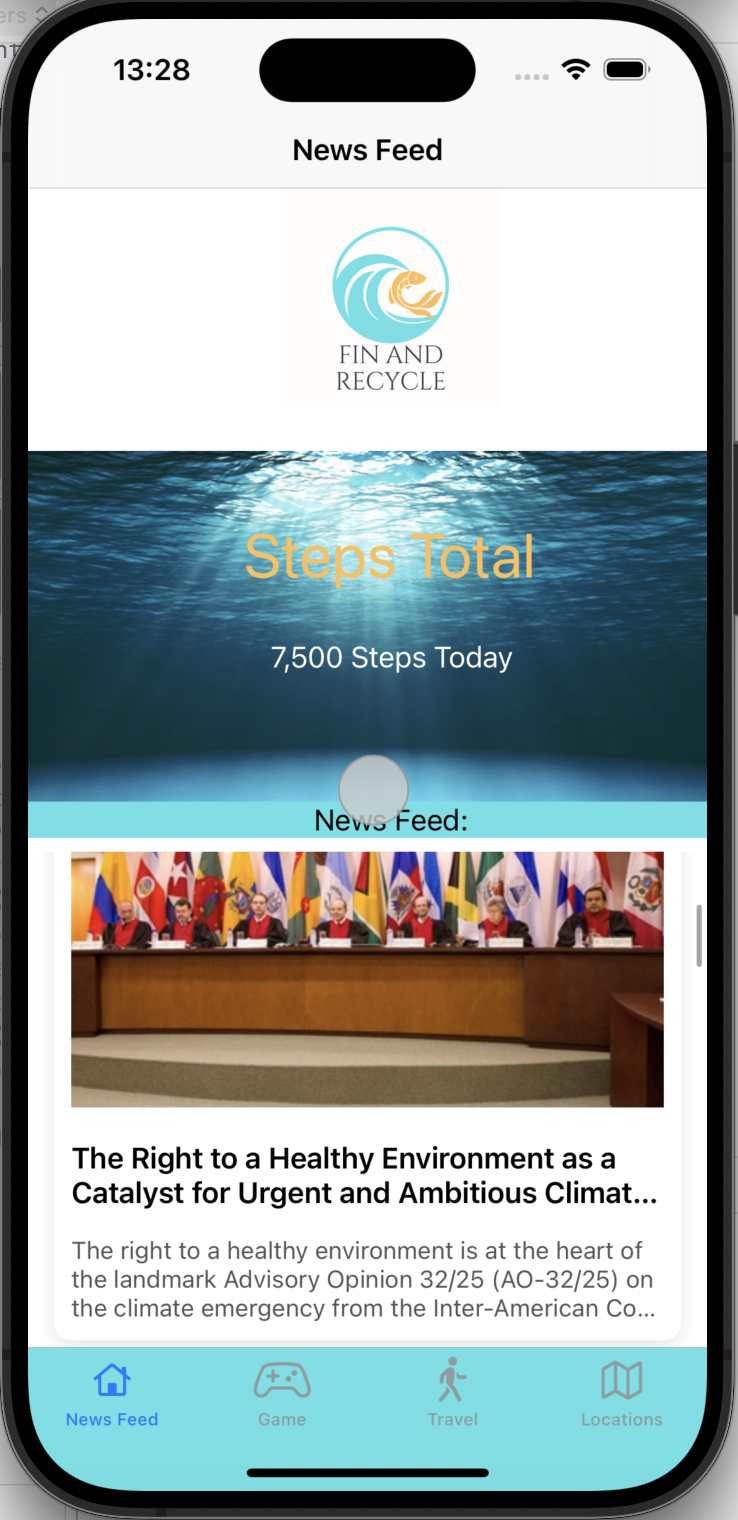 ers
13:28
News Feed
FIN AND
RECYCLE
Steps Total
7,500 Steps Today
News Feed:
The Right to a Healthy Environment as a
Catalyst for Urgent and Ambitious Climat...
The right to a healthy environment is at the heart of
the landmark Advisory Opinion 32/25 (AO-32/25) on
the climate emergency from the Inter-American Co...
News Feed
Game
Travel
Locations